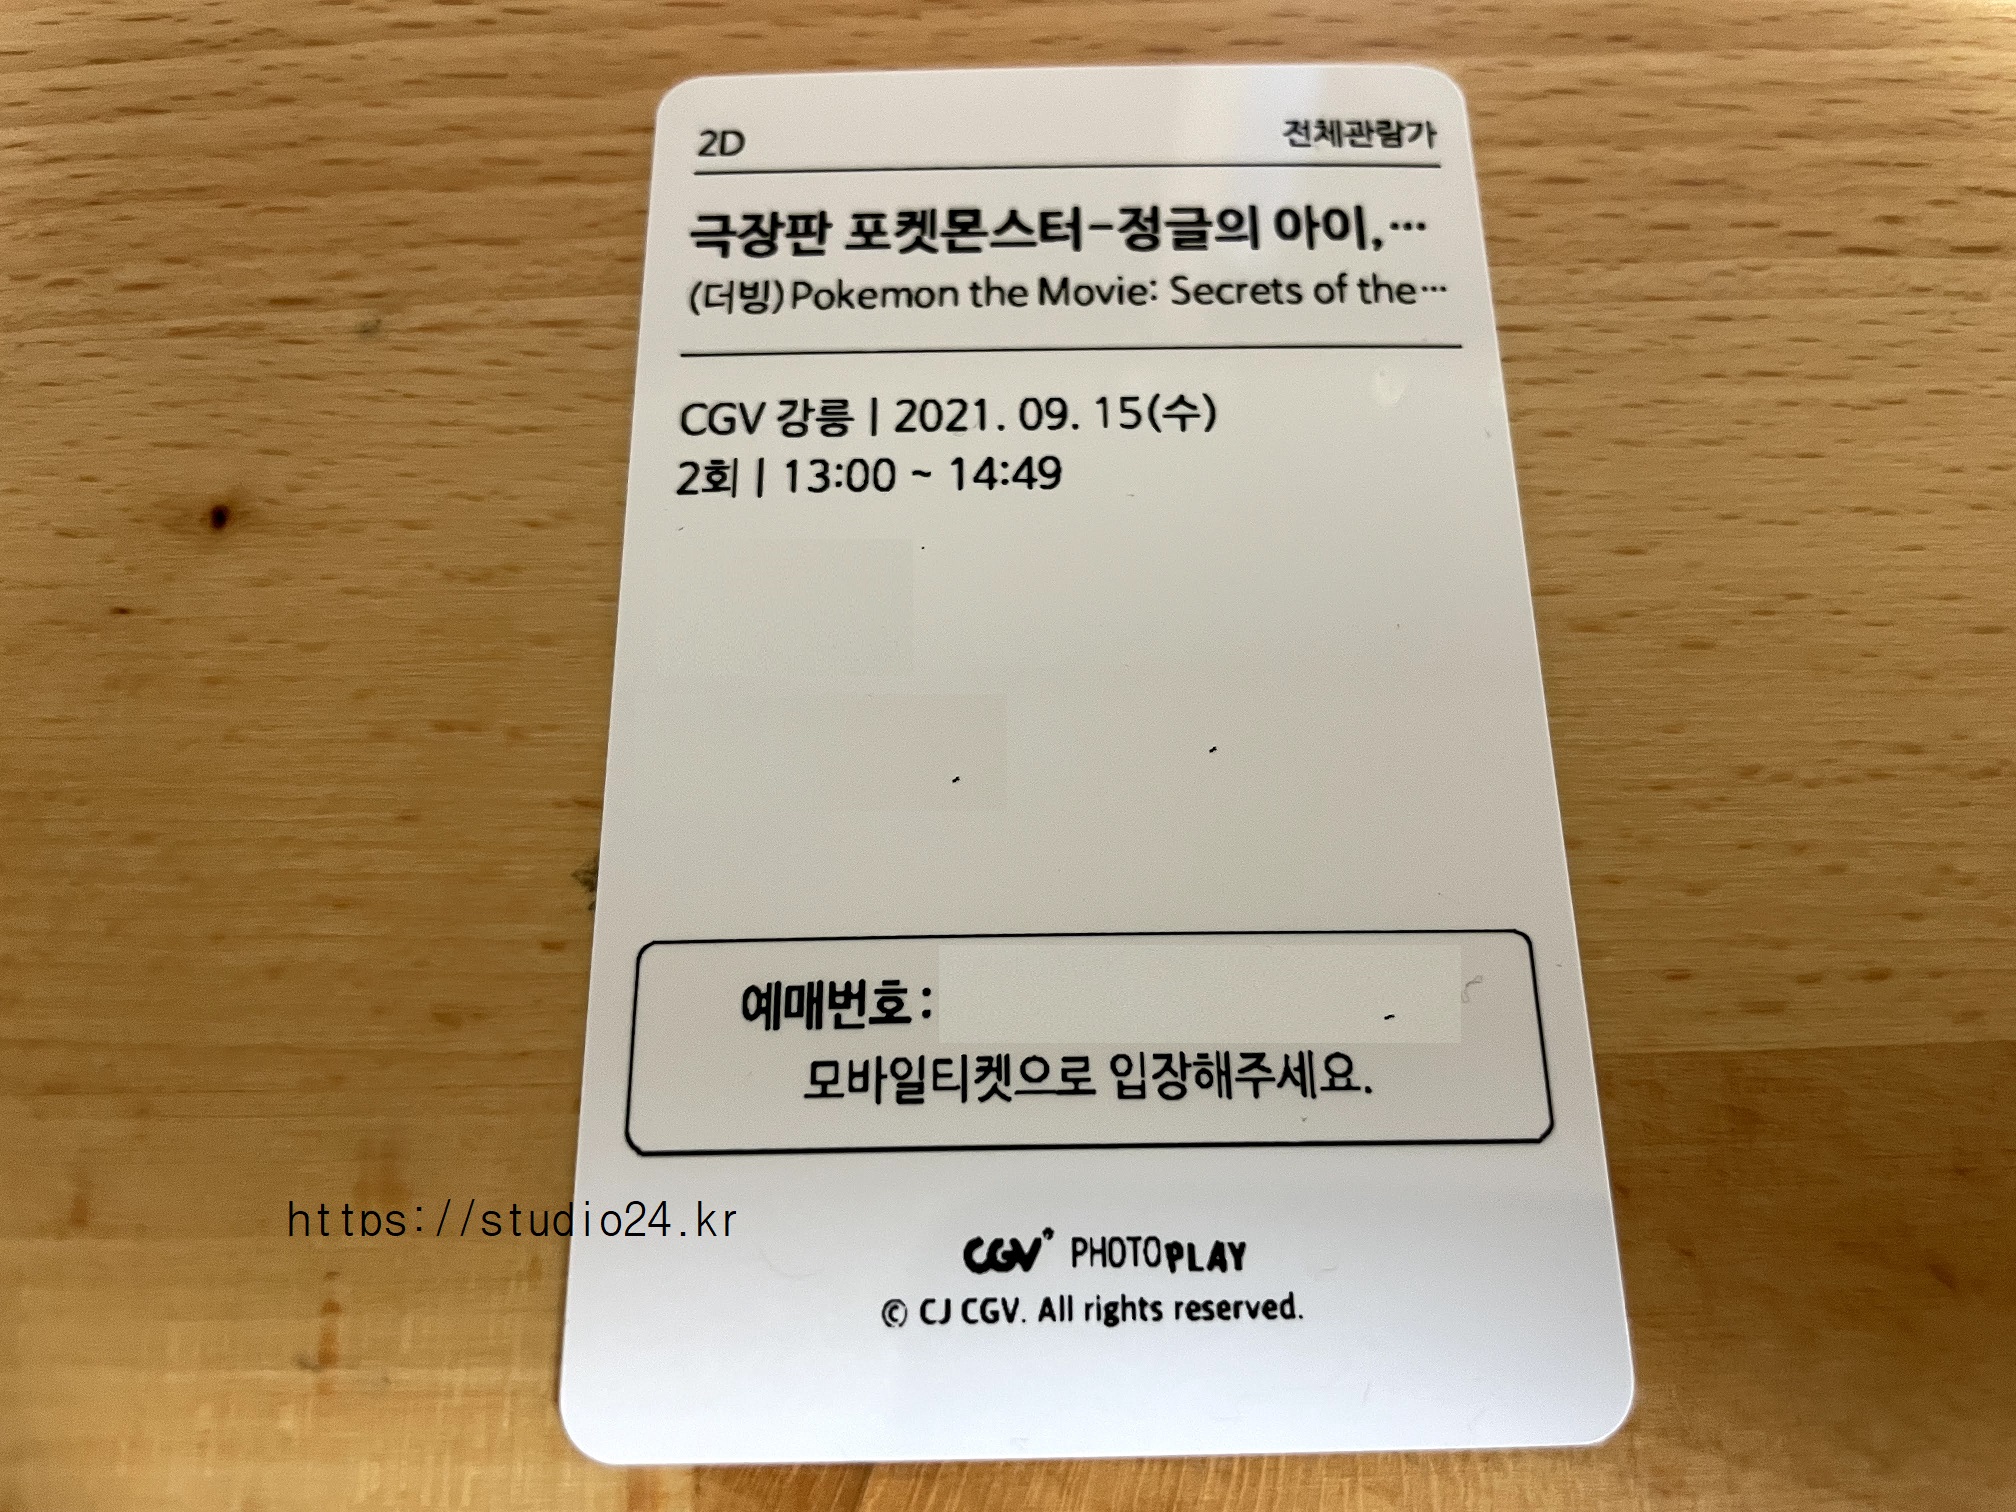 2D 전체관람가
극장판 포켓몬스터-정글의 아이,···
(더빙)Pokemon the Movie: Secrets of the···
CGV 강릉 | 2021. 09. 15(수)
2회 | 13:00 ~ 14:49
예매번호:
모바일티켓으로 입장해주세요.
https://studio24.kr
CGV PHOTOPLAY
© CJ CGV. All rights reserved.